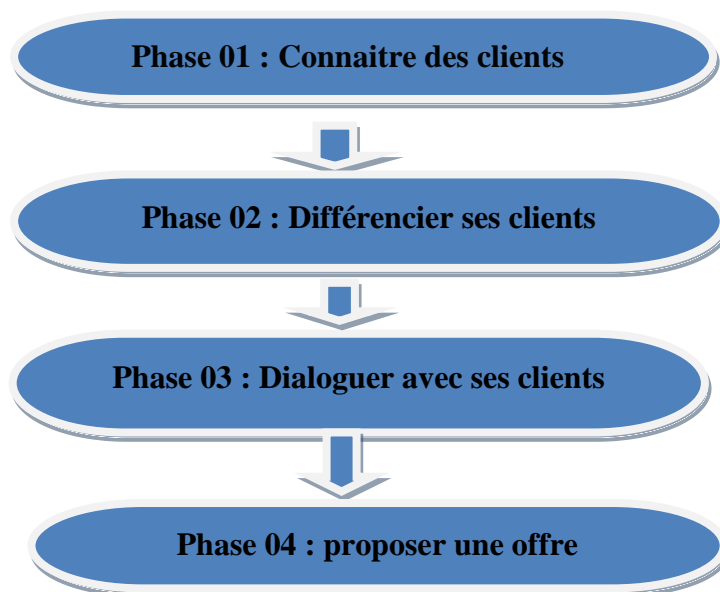 Phase 01 : Connaitre des clients
Phase 02 : Différencier ses clients
Phase 03 : Dialoguer avec ses clients
Phase 04 : proposer une offre